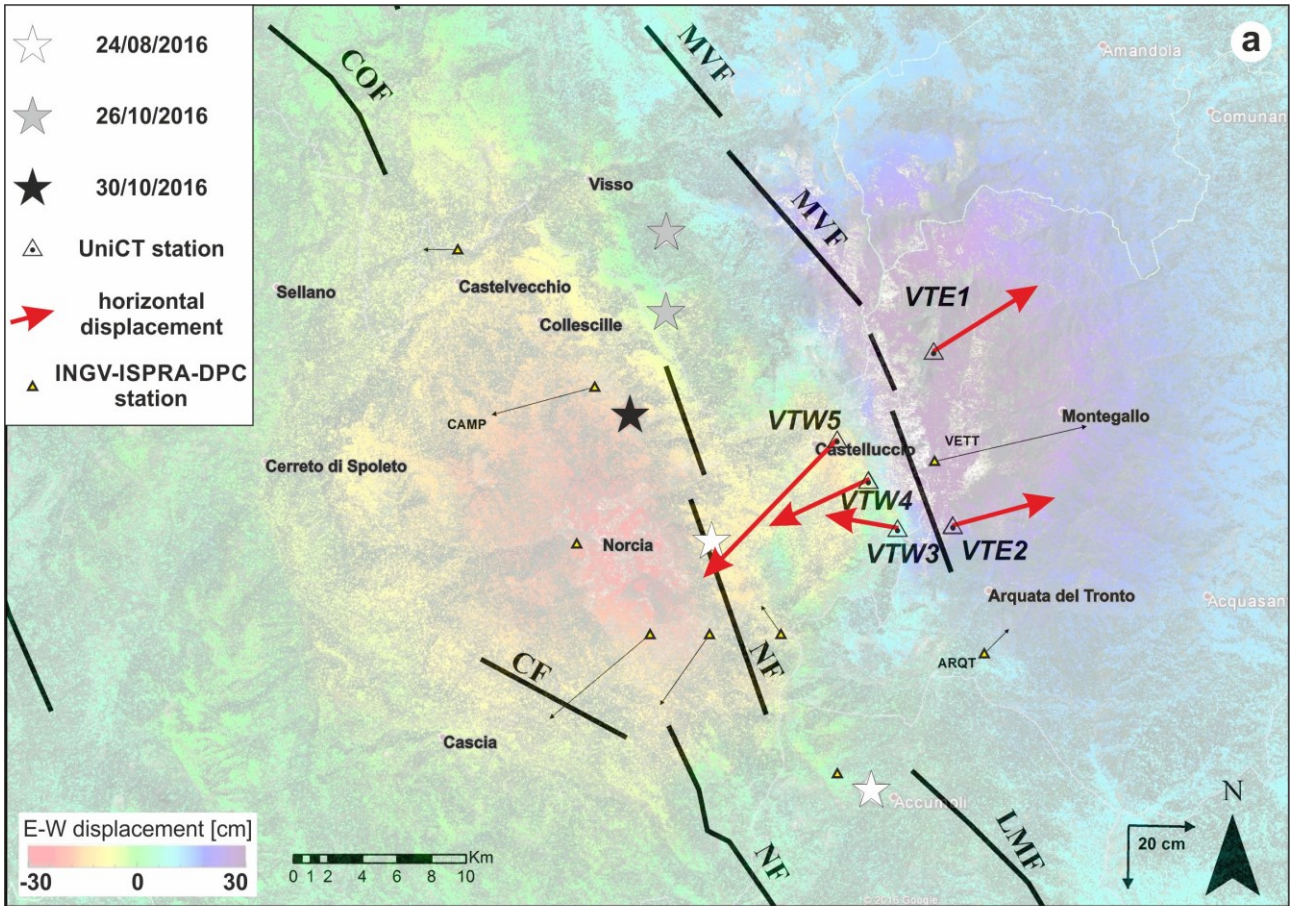 24/08/2016
26/10/2016
30/10/2016
UniCT station
horizontal
displacement
INGV-ISPRA-DPC
station
a
COF
MVF
Amandola
Comunan
Visso
MVF
Sellano
Castelvecchio
Collescille
VTE1
CAMP
VTW5
Castelluccio
VETT
Montegallo
Cerreto di Spoleto
VTW4
Norcia
VTW3
VTE2
Arquata del Tronto
Acquasan
CF
NF
ARQT
Cascia
Accumoli
LMF
NF
N
E-W displacement [cm]
-30 0 30
Km
0 1 2 4 6 8 10
20 cm
© 2016 Google